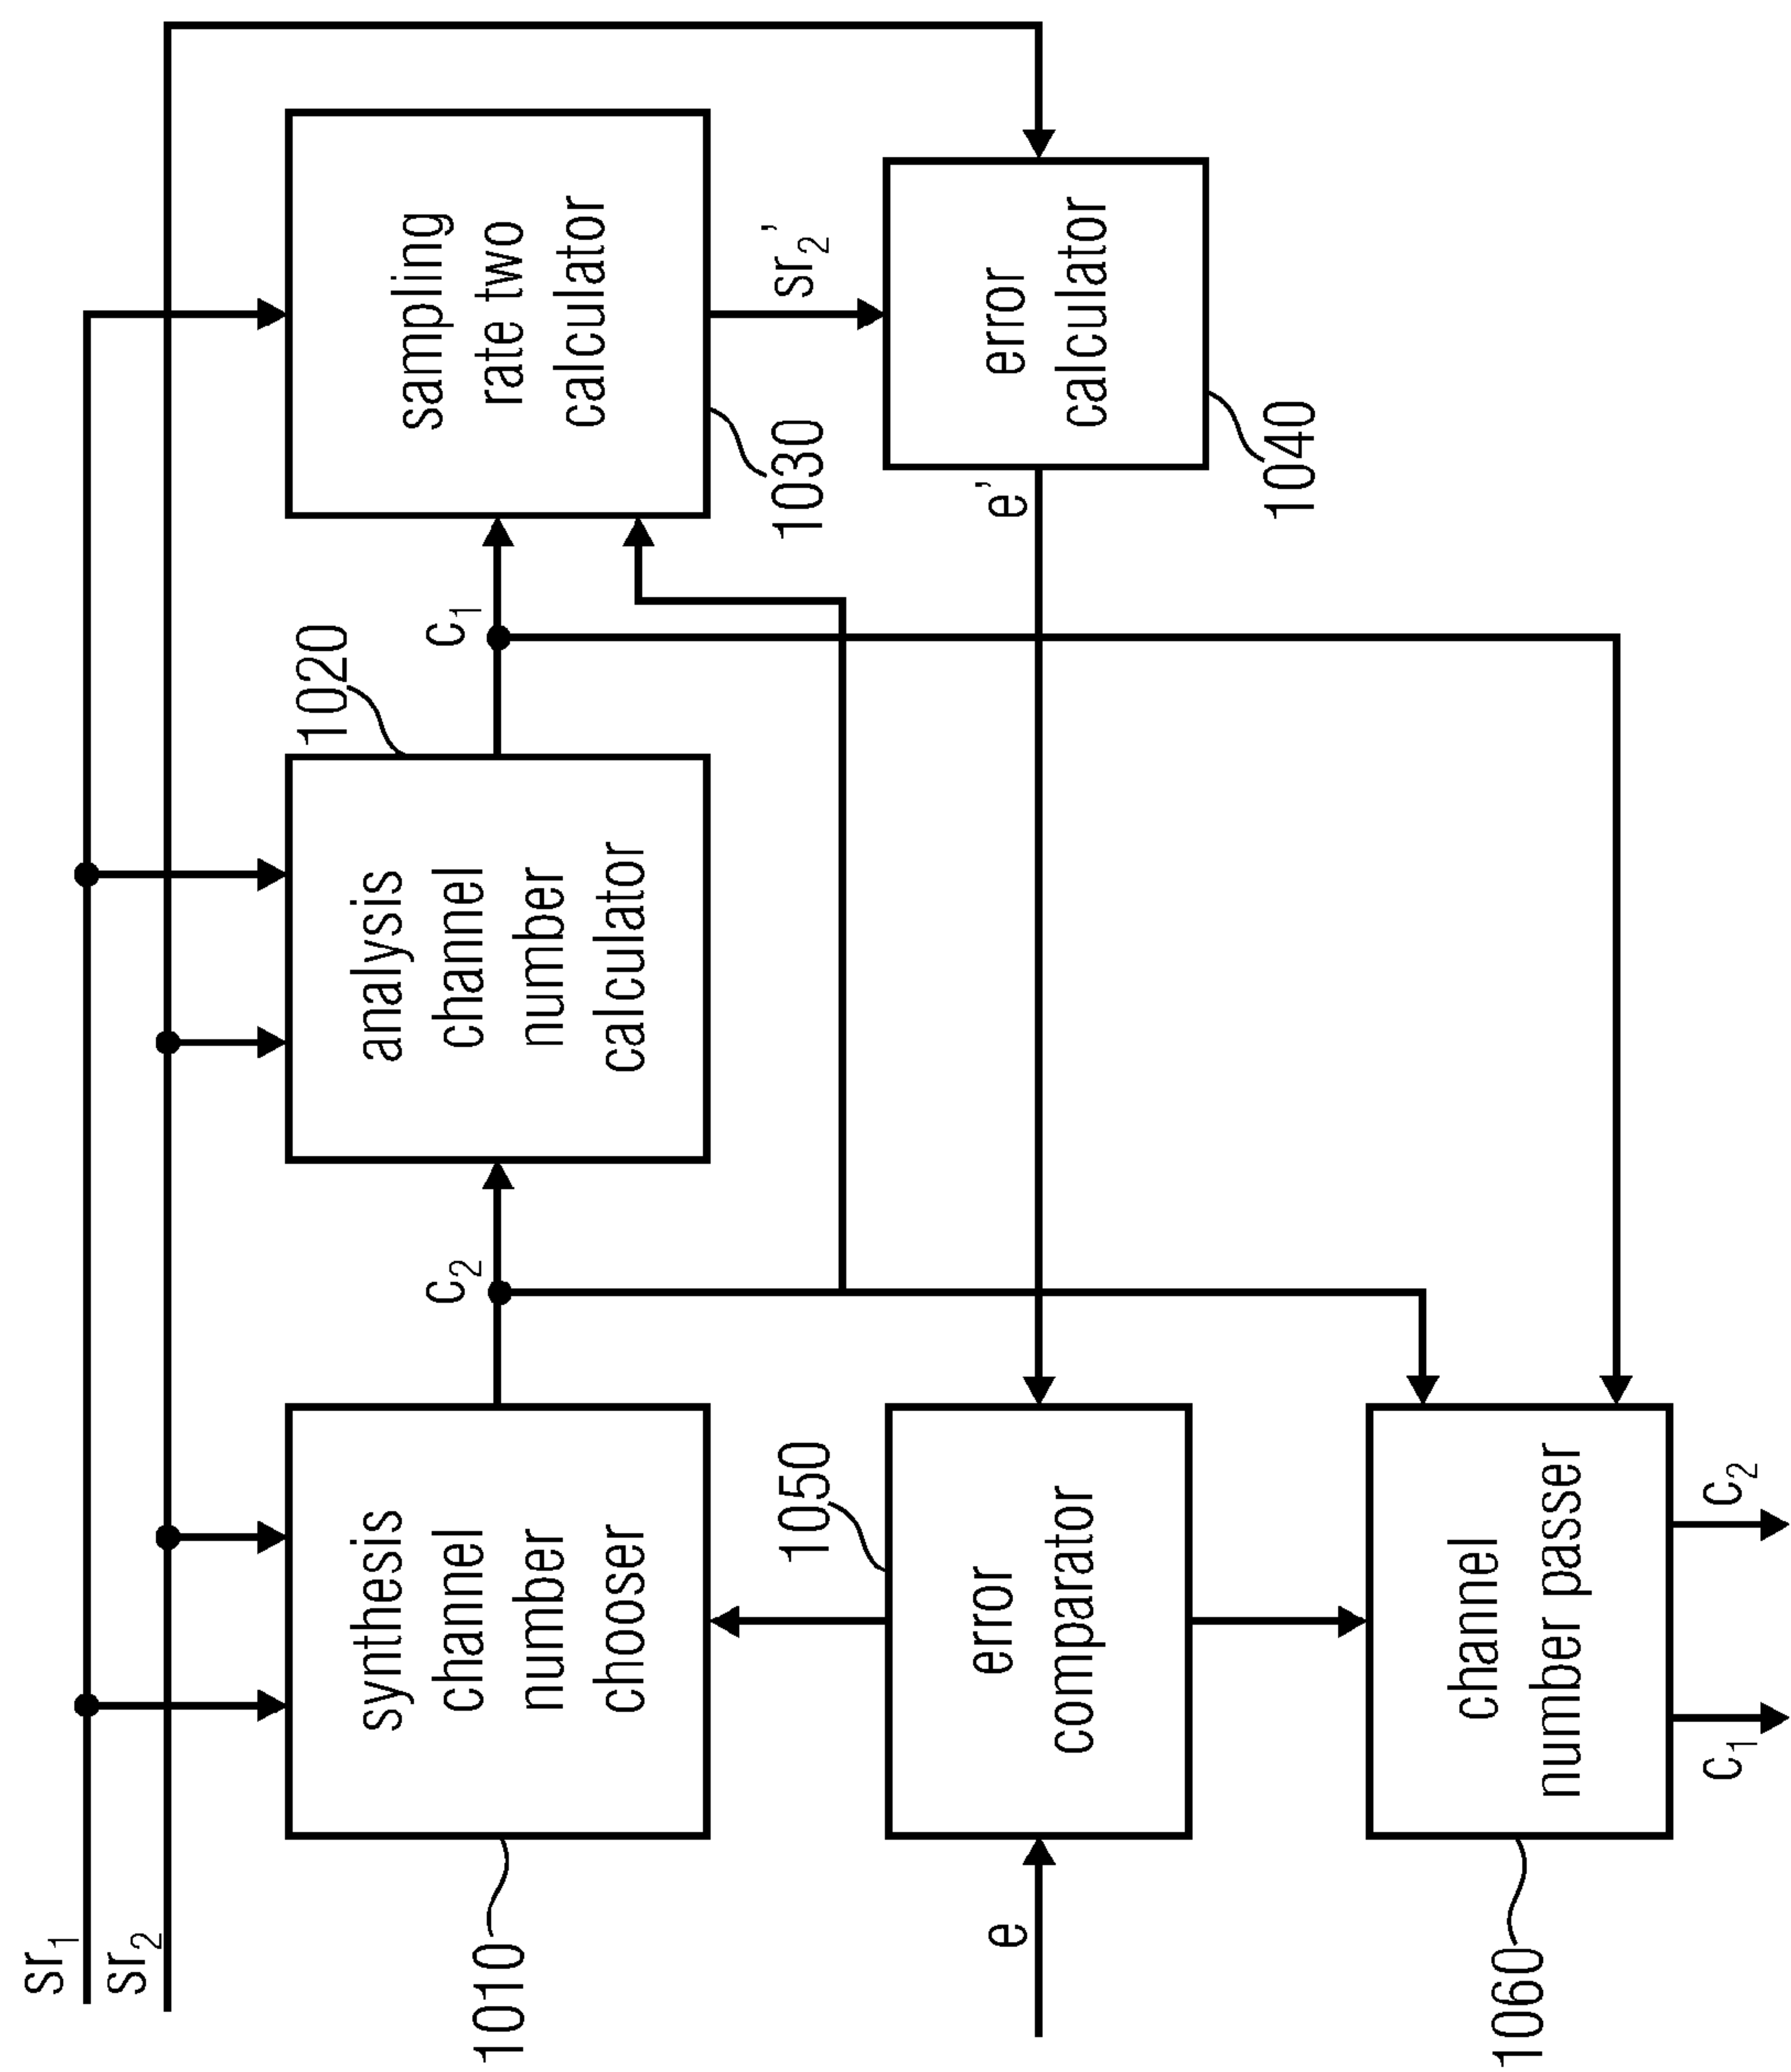 sr₁
sr₂
synthesis
channel
number
chooser
1010
c₂
analysis
channel
number
calculator
1020
c₁
sampling
rate two
calculator
1030
sr₂'
error
calculator
1040
e'
e
error
comparator
1050
channel
number passer
1060
c₁
c₂